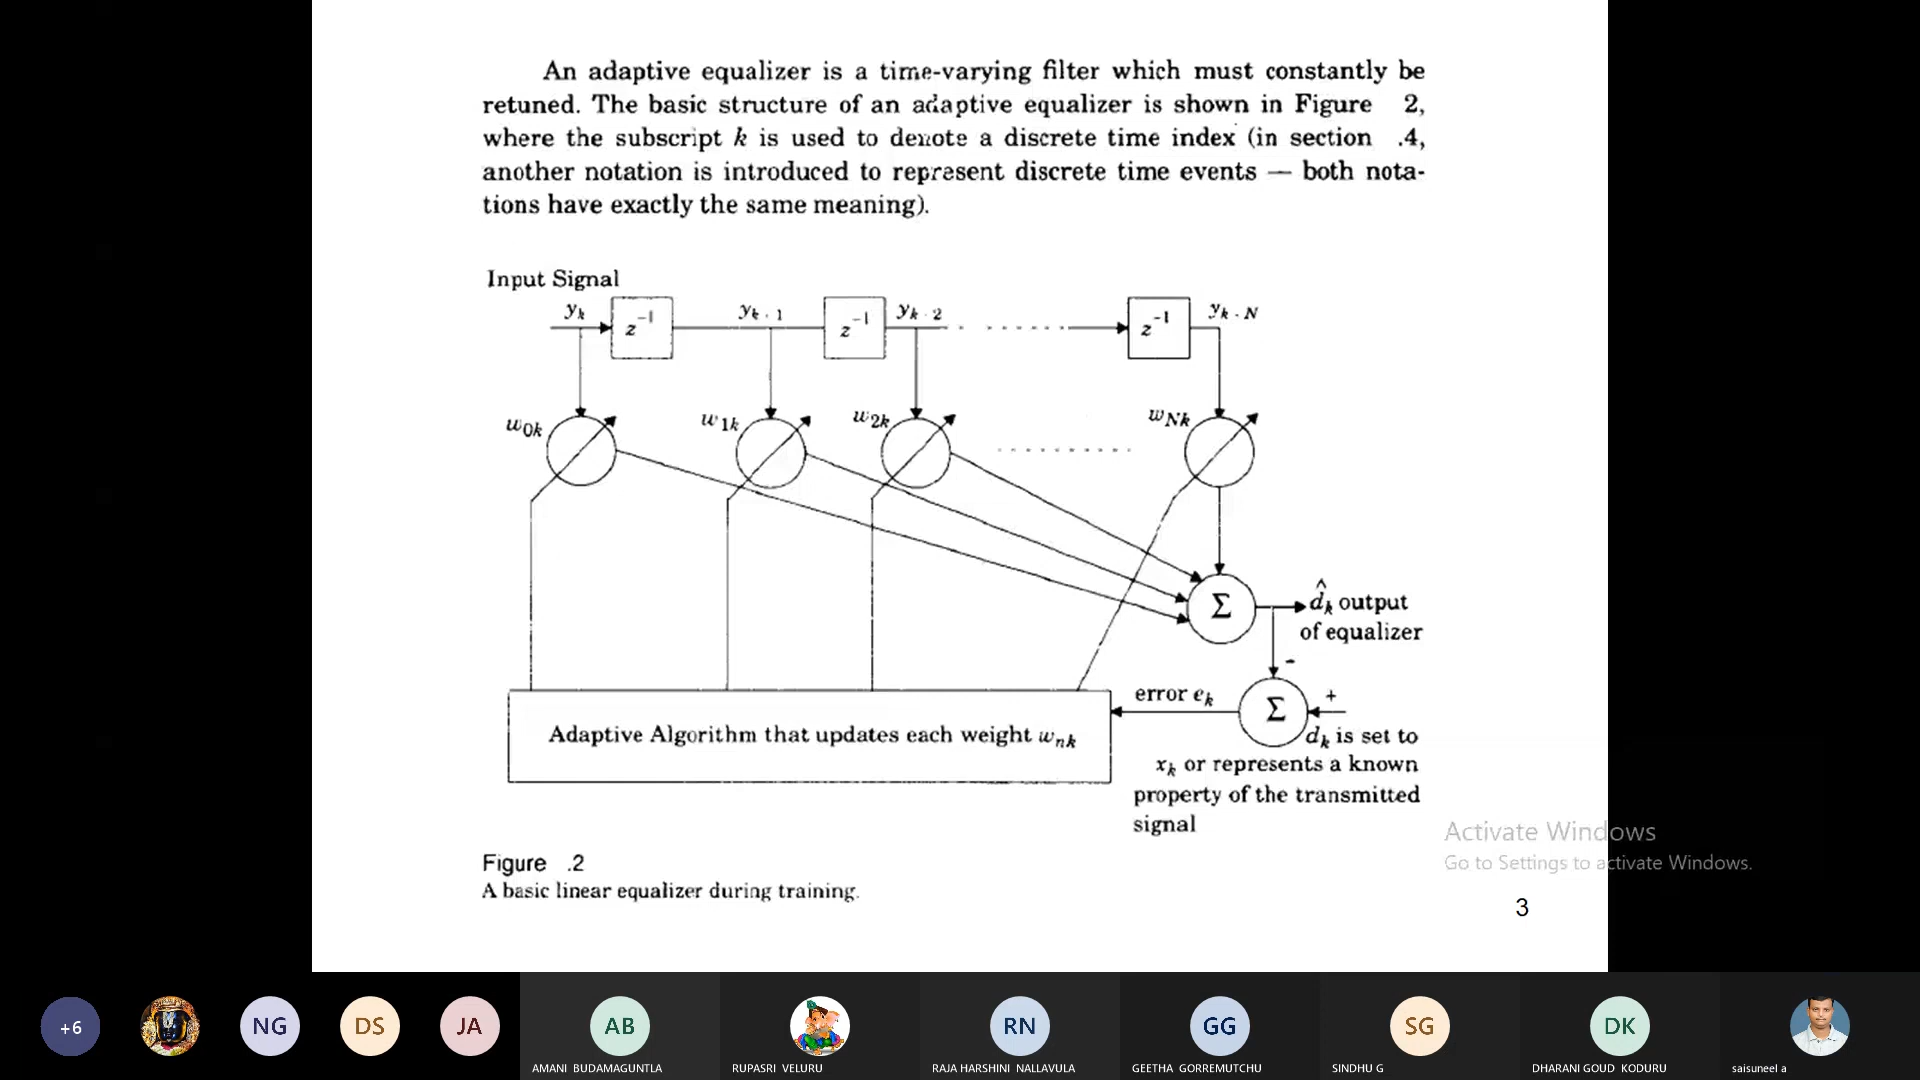 An adaptive equalizer is a time-varying filter which must constantly be
retuned. The basic structure of an adaptive equalizer is shown in Figure 2,
where the subscript k is used to denote a discrete time index (in section .4,
another notation is introduced to represent discrete time events — both nota-
tions have exactly the same meaning).
Input Signal
yₖ z⁻¹ yₖ₋₁ z⁻¹ yₖ₋₂ z⁻¹ yₖ₋N
w₀ₖ w₁ₖ w₂ₖ wNₖ
Σ d̂ₖ output
of equalizer
-
error eₖ Σ +
Adaptive Algorithm that updates each weight wₙₖ
dₖ is set to
xₖ or represents a known
property of the transmitted
signal
Figure .2
A basic linear equalizer during training.
Activate Windows
Go to Settings to activate Windows.
3
+6 NG DS JA AB RN GG SG DK
AMANI BUDAMAGUNTLA RUPASRI VELURU RAJA HARSHINI NALLAVULA GEETHA GORREMUTCHU SINDHU G DHARANI GOUD KODURU saisuneel a